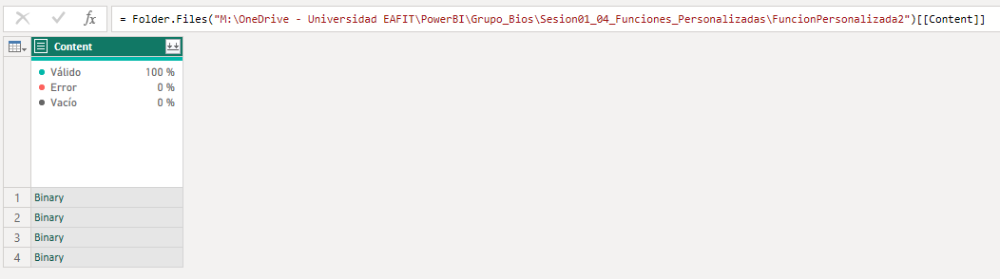 fx = Folder.Files("M:\OneDrive - Universidad EAFIT\PowerBI\Grupo_Bios\Sesion01_04_Funciones_Personalizadas\FuncionPersonalizada2")[[Content]]
Content
Válido 100 %
Error 0 %
Vacío 0 %
1 Binary
2 Binary
3 Binary
4 Binary